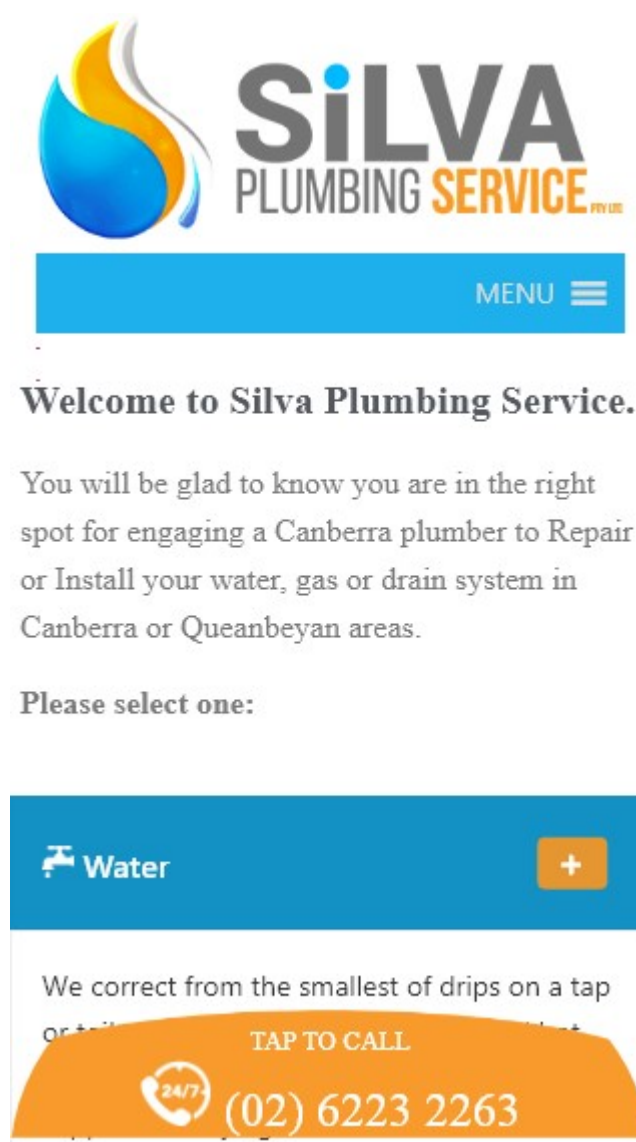 SiLVA
PLUMBING SERVICE PTY LTD
MENU
Welcome to Silva Plumbing Service.
You will be glad to know you are in the right
spot for engaging a Canberra plumber to Repair
or Install your water, gas or drain system in
Canberra or Queanbeyan areas.
Please select one:
Water
+
We correct from the smallest of drips on a tap
or
TAP TO CALL
24/7
(02) 6223 2263